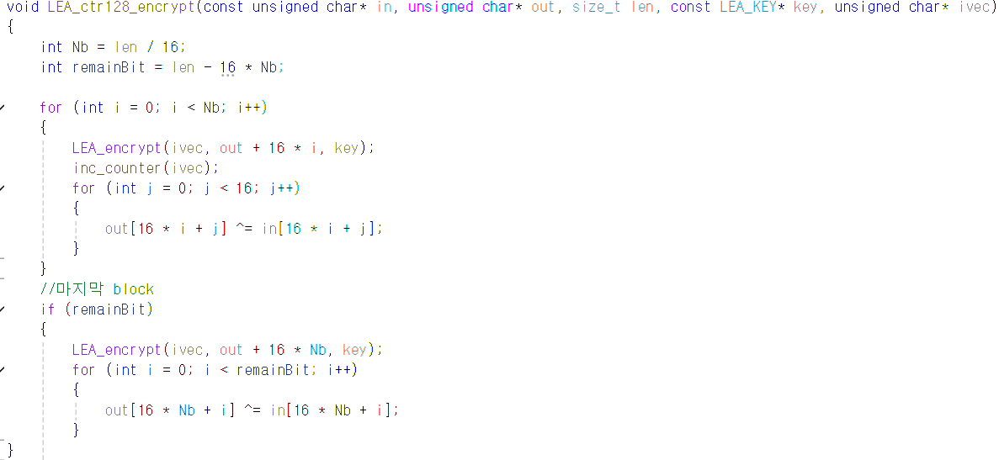 void LEA_ctr128_encrypt(const unsigned char* in, unsigned char* out, size_t len, const LEA_KEY* key, unsigned char* ivec)
{
    int Nb = len / 16;
    int remainBit = len - 16 * Nb;
    for (int i = 0; i < Nb; i++)
    {
        LEA_encrypt(ivec, out + 16 * i, key);
        inc_counter(ivec);
        for (int j = 0; j < 16; j++)
        {
            out[16 * i + j] ^= in[16 * i + j];
        }
    }
    //마지막 block
    if (remainBit)
    {
        LEA_encrypt(ivec, out + 16 * Nb, key);
        for (int i = 0; i < remainBit; i++)
        {
            out[16 * Nb + i] ^= in[16 * Nb + i];
        }
}